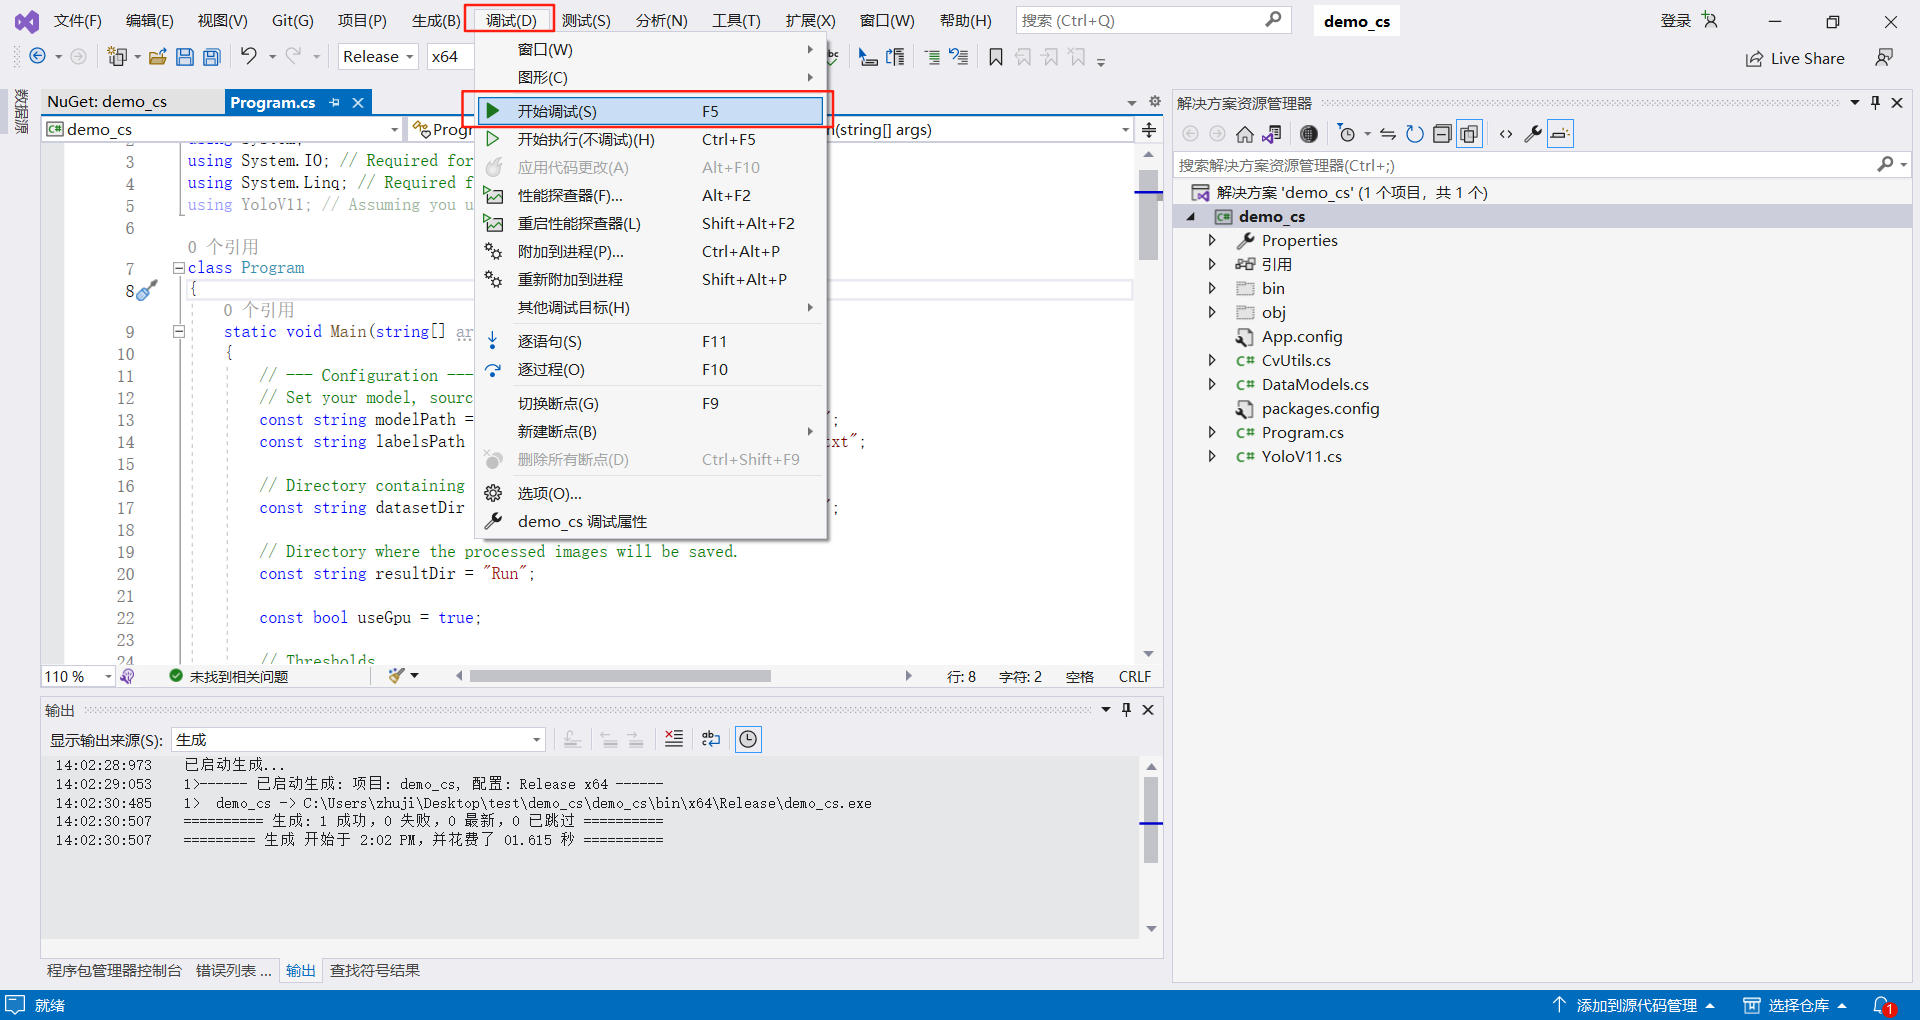 文件(F) 编辑(E) 视图(V) Git(G) 项目(P) 生成(B) 调试(D) 测试(S) 分析(N) 工具(T) 扩展(X) 窗口(W) 帮助(H) 搜索 (Ctrl+Q) demo_cs 登录
Release x64 Live Share
数据源
NuGet: demo_cs Program.cs
demo_cs (string[] args)
窗口(W)
图形(C)
开始调试(S) F5
开始执行(不调试)(H) Ctrl+F5
应用代码更改(A) Alt+F10
性能探查器(F)... Alt+F2
重启性能探查器(L) Shift+Alt+F2
附加到进程(P)... Ctrl+Alt+P
重新附加到进程 Shift+Alt+P
其他调试目标(H)
逐语句(S) F11
逐过程(O) F10
切换断点(G) F9
新建断点(B)
删除所有断点(D) Ctrl+Shift+F9
选项(O)...
demo_cs 调试属性
3 using System.IO; // Required for
4 using System.Linq; // Required f
5 using YoloV11; // Assuming you u
6
0 个引用
7 class Program
8 {
0 个引用
9 static void Main(string[] ar
10 {
11 // --- Configuration ---
12 // Set your model, sourc
13 const string modelPath = ";
14 const string labelsPath xt";
15
16 // Directory containing
17 const string datasetDir ";
18
19 // Directory where the processed images will be saved.
20 const string resultDir = "Run";
21
22 const bool useGpu = true;
23
24 // Thresholds
110 % 未找到相关问题 行: 8 字符: 2 空格 CRLF
输出
显示输出来源(S): 生成
14:02:28:973 已启动生成...
14:02:29:053 1>------ 已启动生成: 项目: demo_cs, 配置: Release x64 ------
14:02:30:485 1> demo_cs -> C:\Users\zhuji\Desktop\test\demo_cs\demo_cs\bin\x64\Release\demo_cs.exe
14:02:30:507 ========== 生成: 1 成功，0 失败，0 最新，0 已跳过 ==========
14:02:30:507 ========= 生成 开始于 2:02 PM，并花费了 01.615 秒 ==========
程序包管理器控制台 错误列表 ... 输出 查找符号结果
解决方案资源管理器
搜索解决方案资源管理器(Ctrl+;)
解决方案 'demo_cs' (1 个项目，共 1 个)
demo_cs
Properties
引用
bin
obj
App.config
CvUtils.cs
DataModels.cs
packages.config
Program.cs
YoloV11.cs
就绪 添加到源代码管理 选择仓库 1